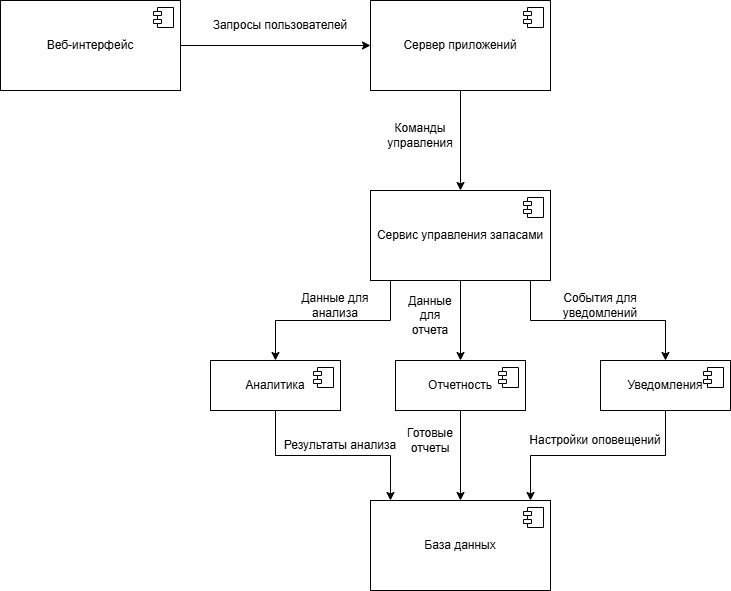 Запросы пользователей
Веб-интерфейс
Сервер приложений
Команды
управления
Сервис управления запасами
Данные для
анализа
Данные
для
отчета
События для
уведомлений
Аналитика
Отчетность
Уведомления
Результаты анализа
Готовые
отчеты
Настройки оповещений
База данных